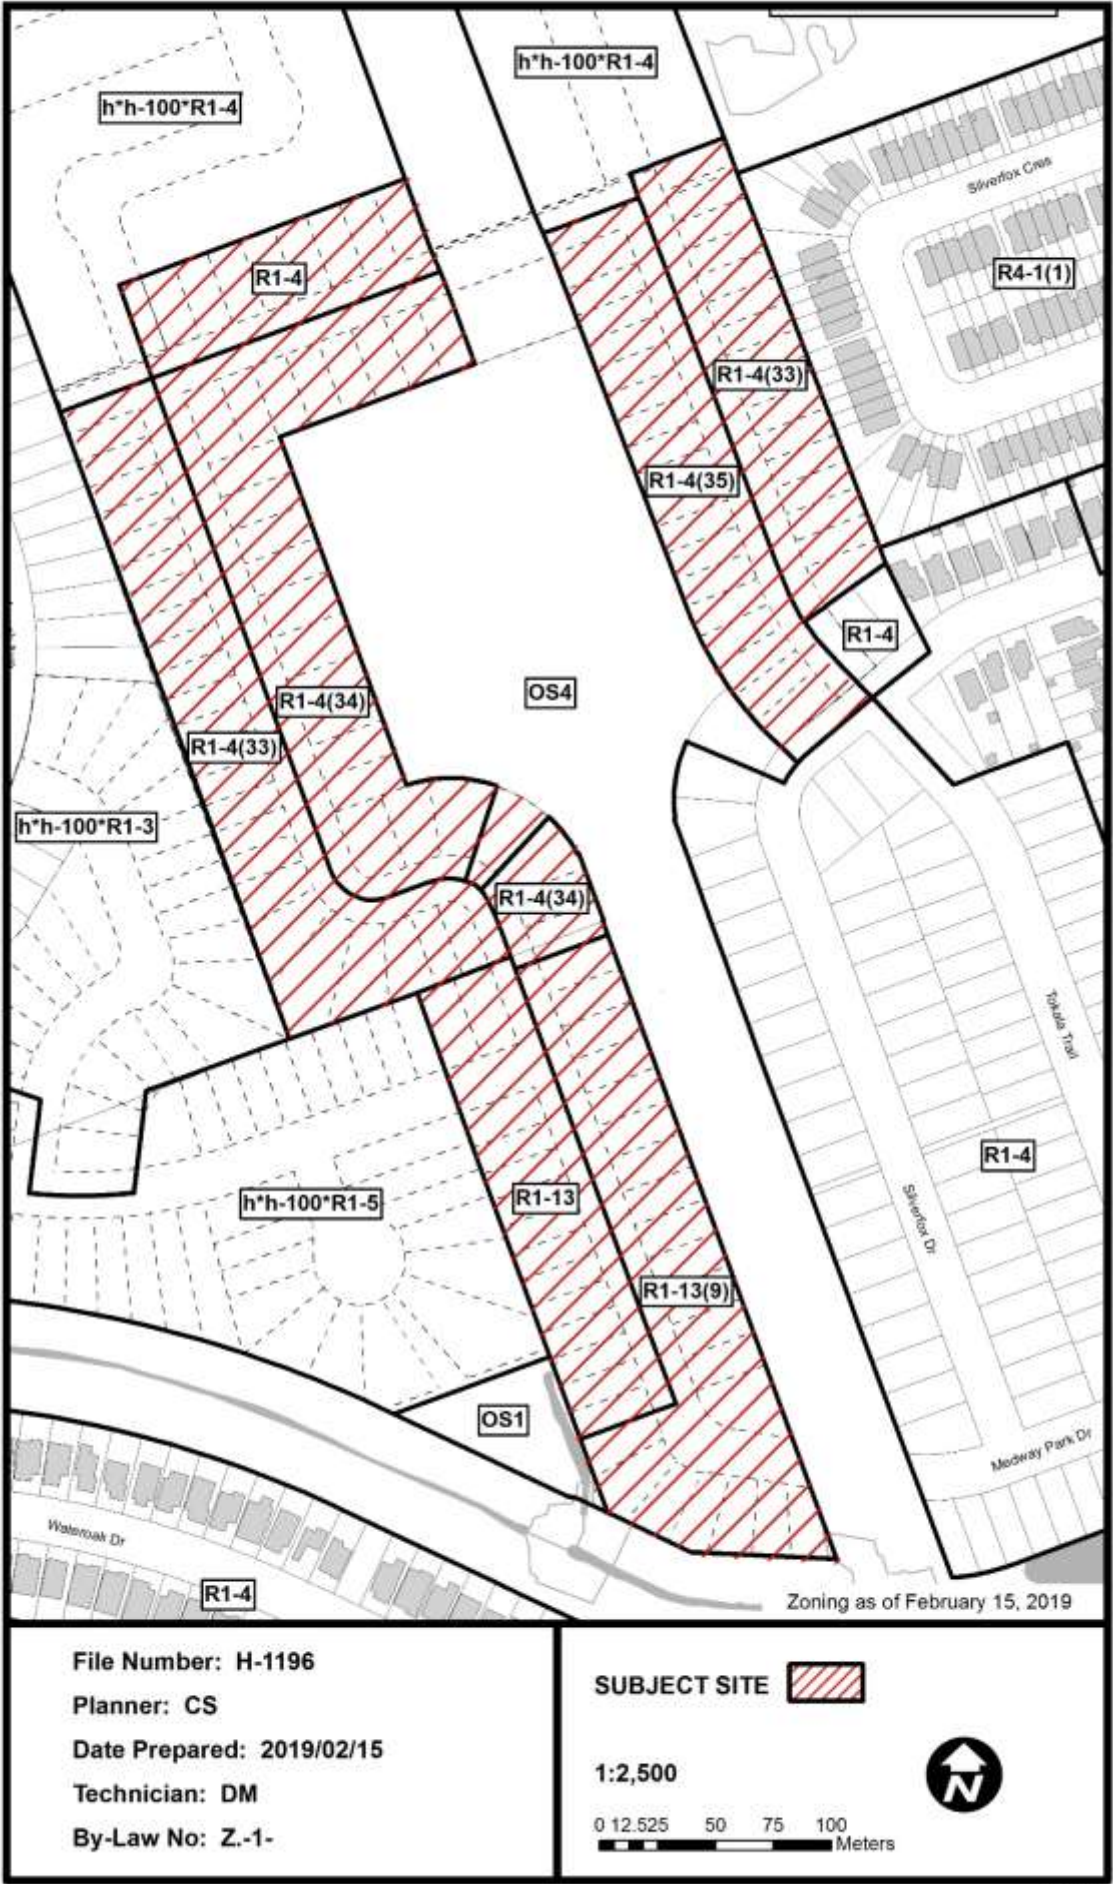 h*h-100*R1-4
h*h-100*R1-4
Silverfox Cres
R1-4
R4-1(1)
R1-4(33)
R1-4(35)
R1-4
OS4
R1-4(34)
R1-4(33)
h*h-100*R1-3
R1-4(34)
Tokala Trail
R1-4
h*h-100*R1-5
R1-13
Silverfox Dr
R1-13(9)
OS1
Medway Park Dr
Wateroak Dr
R1-4
Zoning as of February 15, 2019
File Number: H-1196
Planner: CS
Date Prepared: 2019/02/15
Technician: DM
By-Law No: Z.-1-
SUBJECT SITE
1:2,500
N
0 12.525 50 75 100
Meters